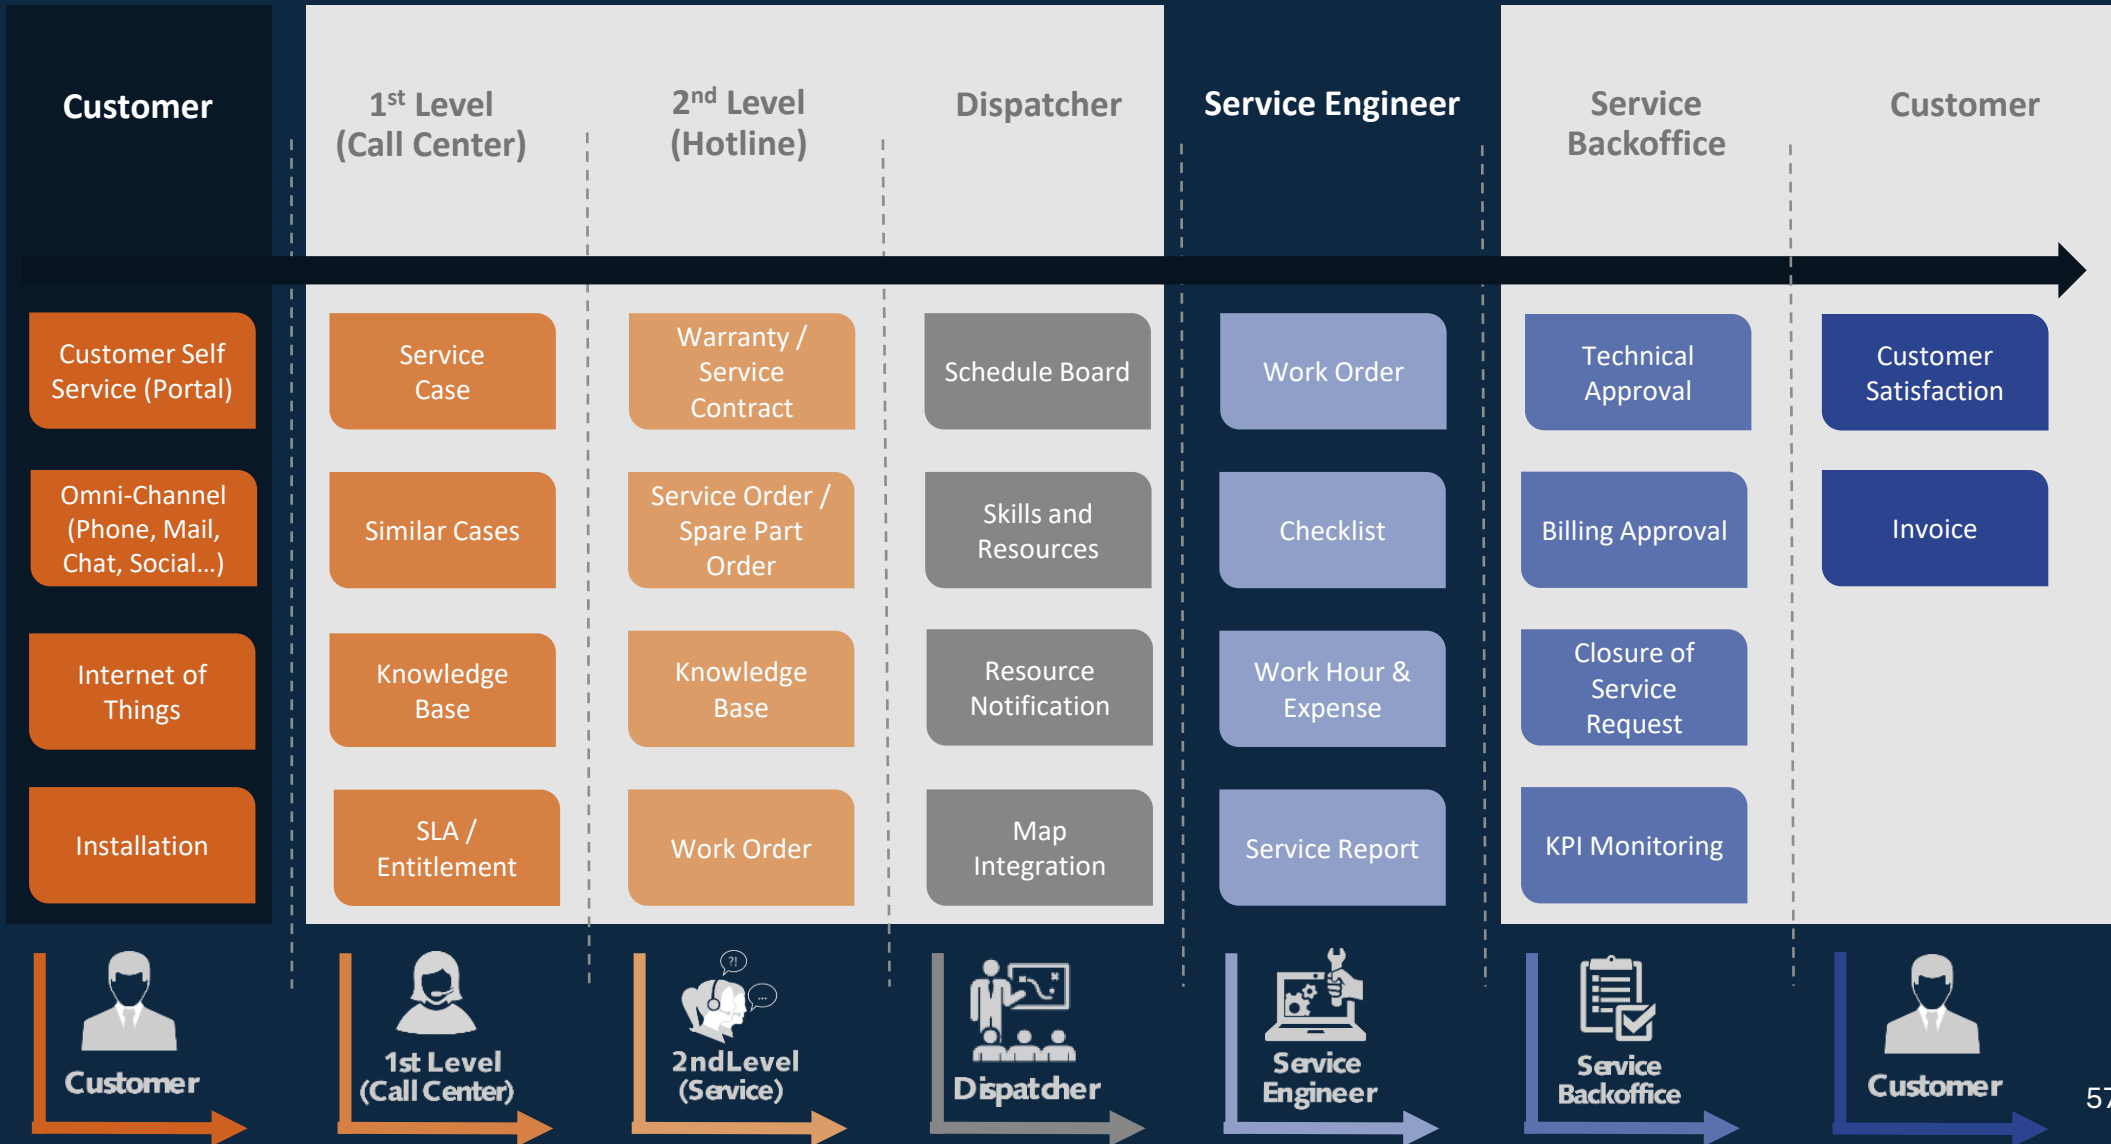 Customer
1st Level
(Call Center)
2nd Level
(Hotline)
Dispatcher
Service Engineer
Service
Backoffice
Customer
Customer Self
Service (Portal)
Service
Case
Warranty /
Service
Contract
Schedule Board
Work Order
Technical
Approval
Customer
Satisfaction
Omni-Channel
(Phone, Mail,
Chat, Social...)
Similar Cases
Service Order /
Spare Part
Order
Skills and
Resources
Checklist
Billing Approval
Invoice
Internet of
Things
Knowledge
Base
Knowledge
Base
Resource
Notification
Work Hour &
Expense
Closure of
Service
Request
Installation
SLA /
Entitlement
Work Order
Map
Integration
Service Report
KPI Monitoring
?!
...
Customer
1st Level
(Call Center)
2ndLevel
(Service)
Dispatcher
Service
Engineer
Service
Backoffice
Customer
57